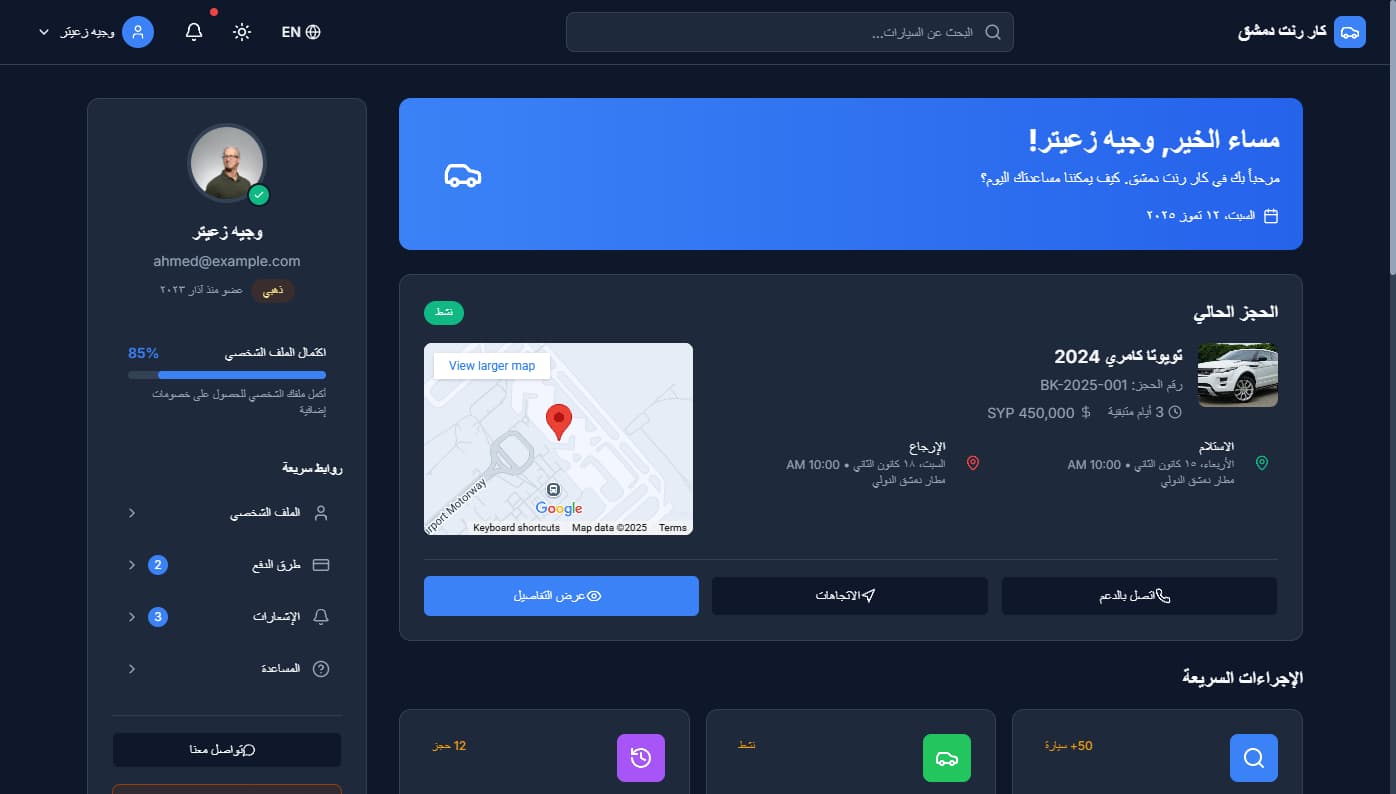 كار رنت دمشق
البحث عن السيارات...
EN
وجيه زعيتر
مساء الخير, وجيه زعيتر!
مرحباً بك في كار رنت دمشق. كيف يمكننا مساعدتك اليوم؟
السبت، ١٢ تموز ٢٠٢٥
الحجز الحالي
نشط
تويوتا كامري 2024
رقم الحجز: BK-2025-001
3 أيام متبقية
SYP 450,000
الاستلام
الأربعاء، ١٥ كانون الثاني • 10:00 AM
مطار دمشق الدولي
الإرجاع
السبت، ١٨ كانون الثاني • 10:00 AM
مطار دمشق الدولي
View larger map
irport Motorway
Google
Keyboard shortcuts
Map data ©2025
Terms
اتصل بالدعم
الاتجاهات
عرض التفاصيل
الإجراءات السريعة
50+ سيارة
نشط
12 حجز
وجيه زعيتر
ahmed@example.com
ذهبي
عضو منذ آذار ٢٠٢٣
اكتمال الملف الشخصي
85%
أكمل ملفك الشخصي للحصول على خصومات
إضافية
روابط سريعة
الملف الشخصي
طرق الدفع
2
الإشعارات
3
المساعدة
تواصل معنا